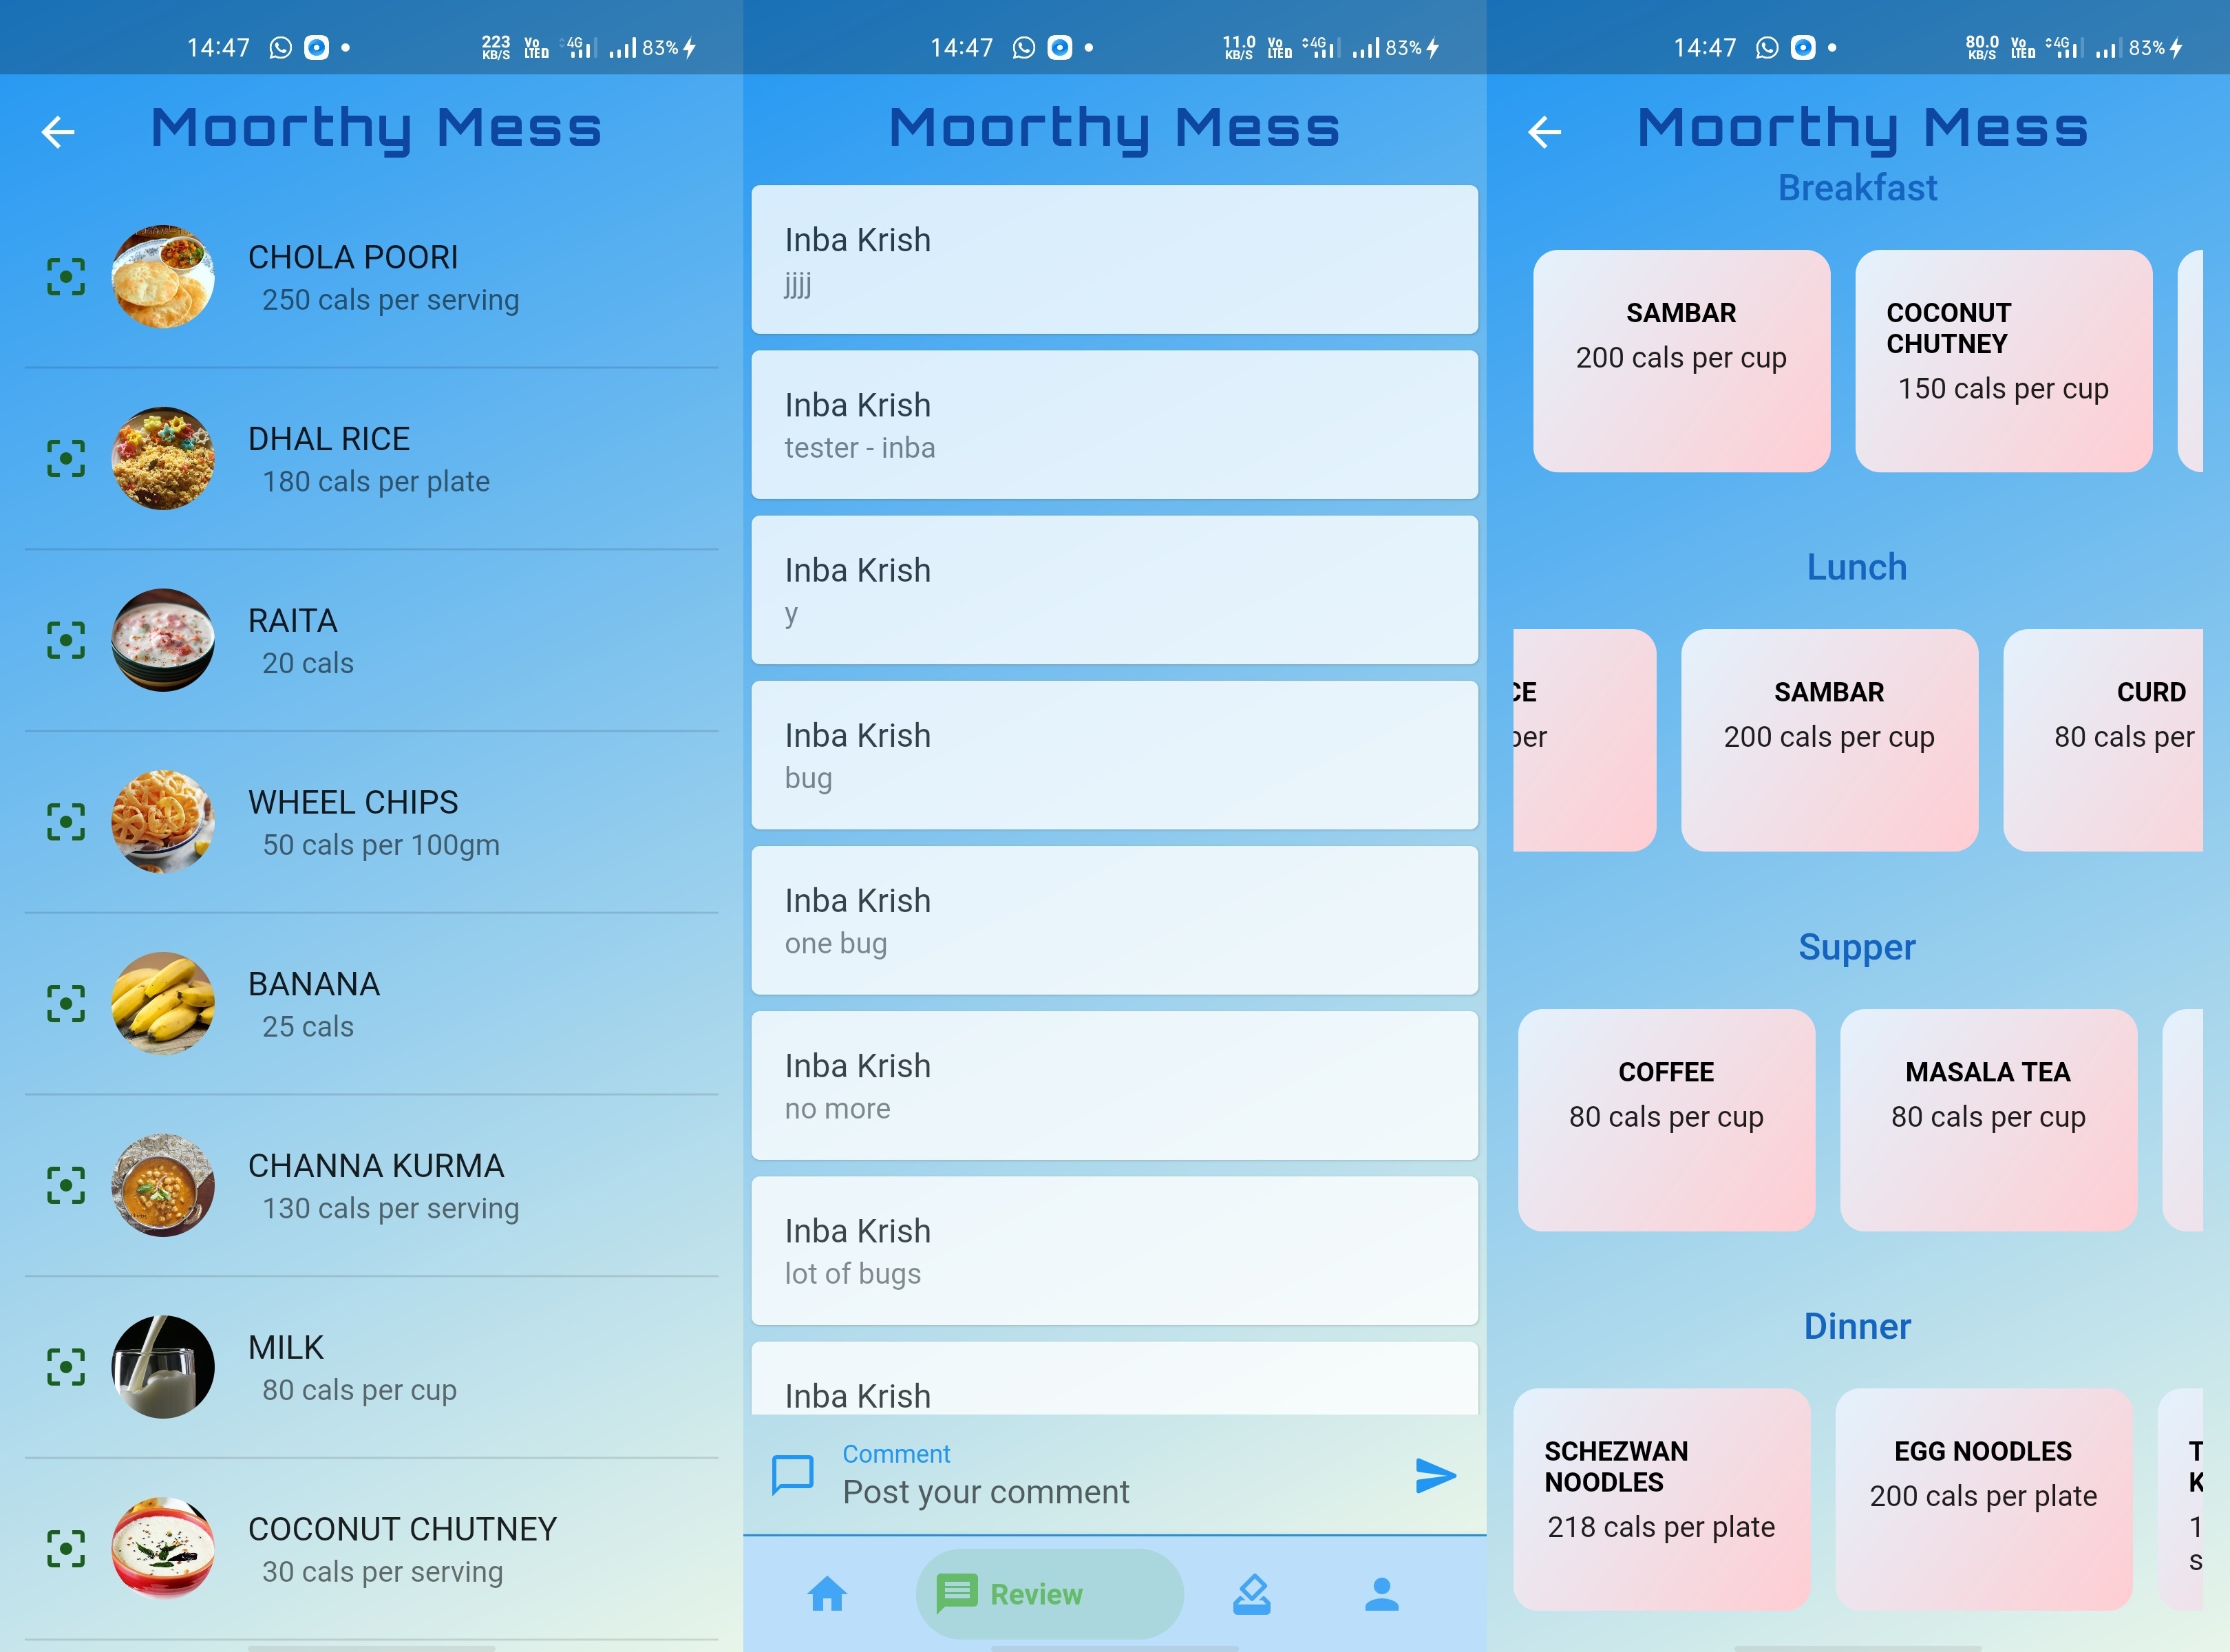 14:47
223 KB/S
Vo LTE
4G
83%
Moorthy Mess
CHOLA POORI
250 cals per serving
DHAL RICE
180 cals per plate
RAITA
20 cals
WHEEL CHIPS
50 cals per 100gm
BANANA
25 cals
CHANNA KURMA
130 cals per serving
MILK
80 cals per cup
COCONUT CHUTNEY
30 cals per serving
14:47
11.0 KB/S
Vo LTE
4G
83%
Moorthy Mess
Inba Krish
jjjj
Inba Krish
tester - inba
Inba Krish
y
Inba Krish
bug
Inba Krish
one bug
Inba Krish
no more
Inba Krish
lot of bugs
Inba Krish
Comment
Post your comment
Review
14:47
80.0 KB/S
Vo LTE
4G
83%
Moorthy Mess
Breakfast
SAMBAR
200 cals per cup
COCONUT
CHUTNEY
150 cals per cup
Lunch
CE
per
SAMBAR
200 cals per cup
CURD
80 cals per
Supper
COFFEE
80 cals per cup
MASALA TEA
80 cals per cup
Dinner
SCHEZWAN
NOODLES
218 cals per plate
EGG NOODLES
200 cals per plate
T
K
1
s